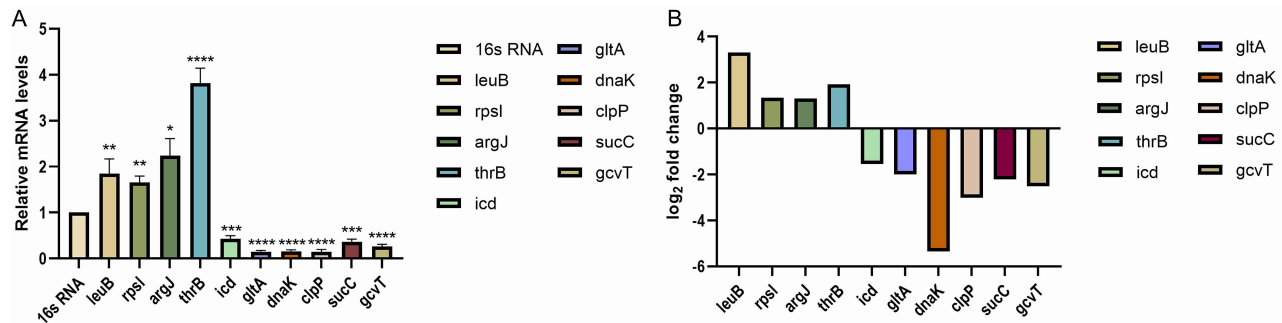 A
Relative mRNA levels
5
4
3
2
1
0
**
**
*
****
***
****
****
****
***
****
16s RNA
leuB
rpsI
argJ
thrB
icd
gltA
dnaK
clpP
sucC
gcvT
16s RNA
leuB
rpsI
argJ
thrB
icd
gltA
dnaK
clpP
sucC
gcvT
B
log2 fold change
4
2
0
-2
-4
-6
leuB
rpsI
argJ
thrB
icd
gltA
dnaK
clpP
sucC
gcvT
leuB
rpsI
argJ
thrB
icd
gltA
dnaK
clpP
sucC
gcvT